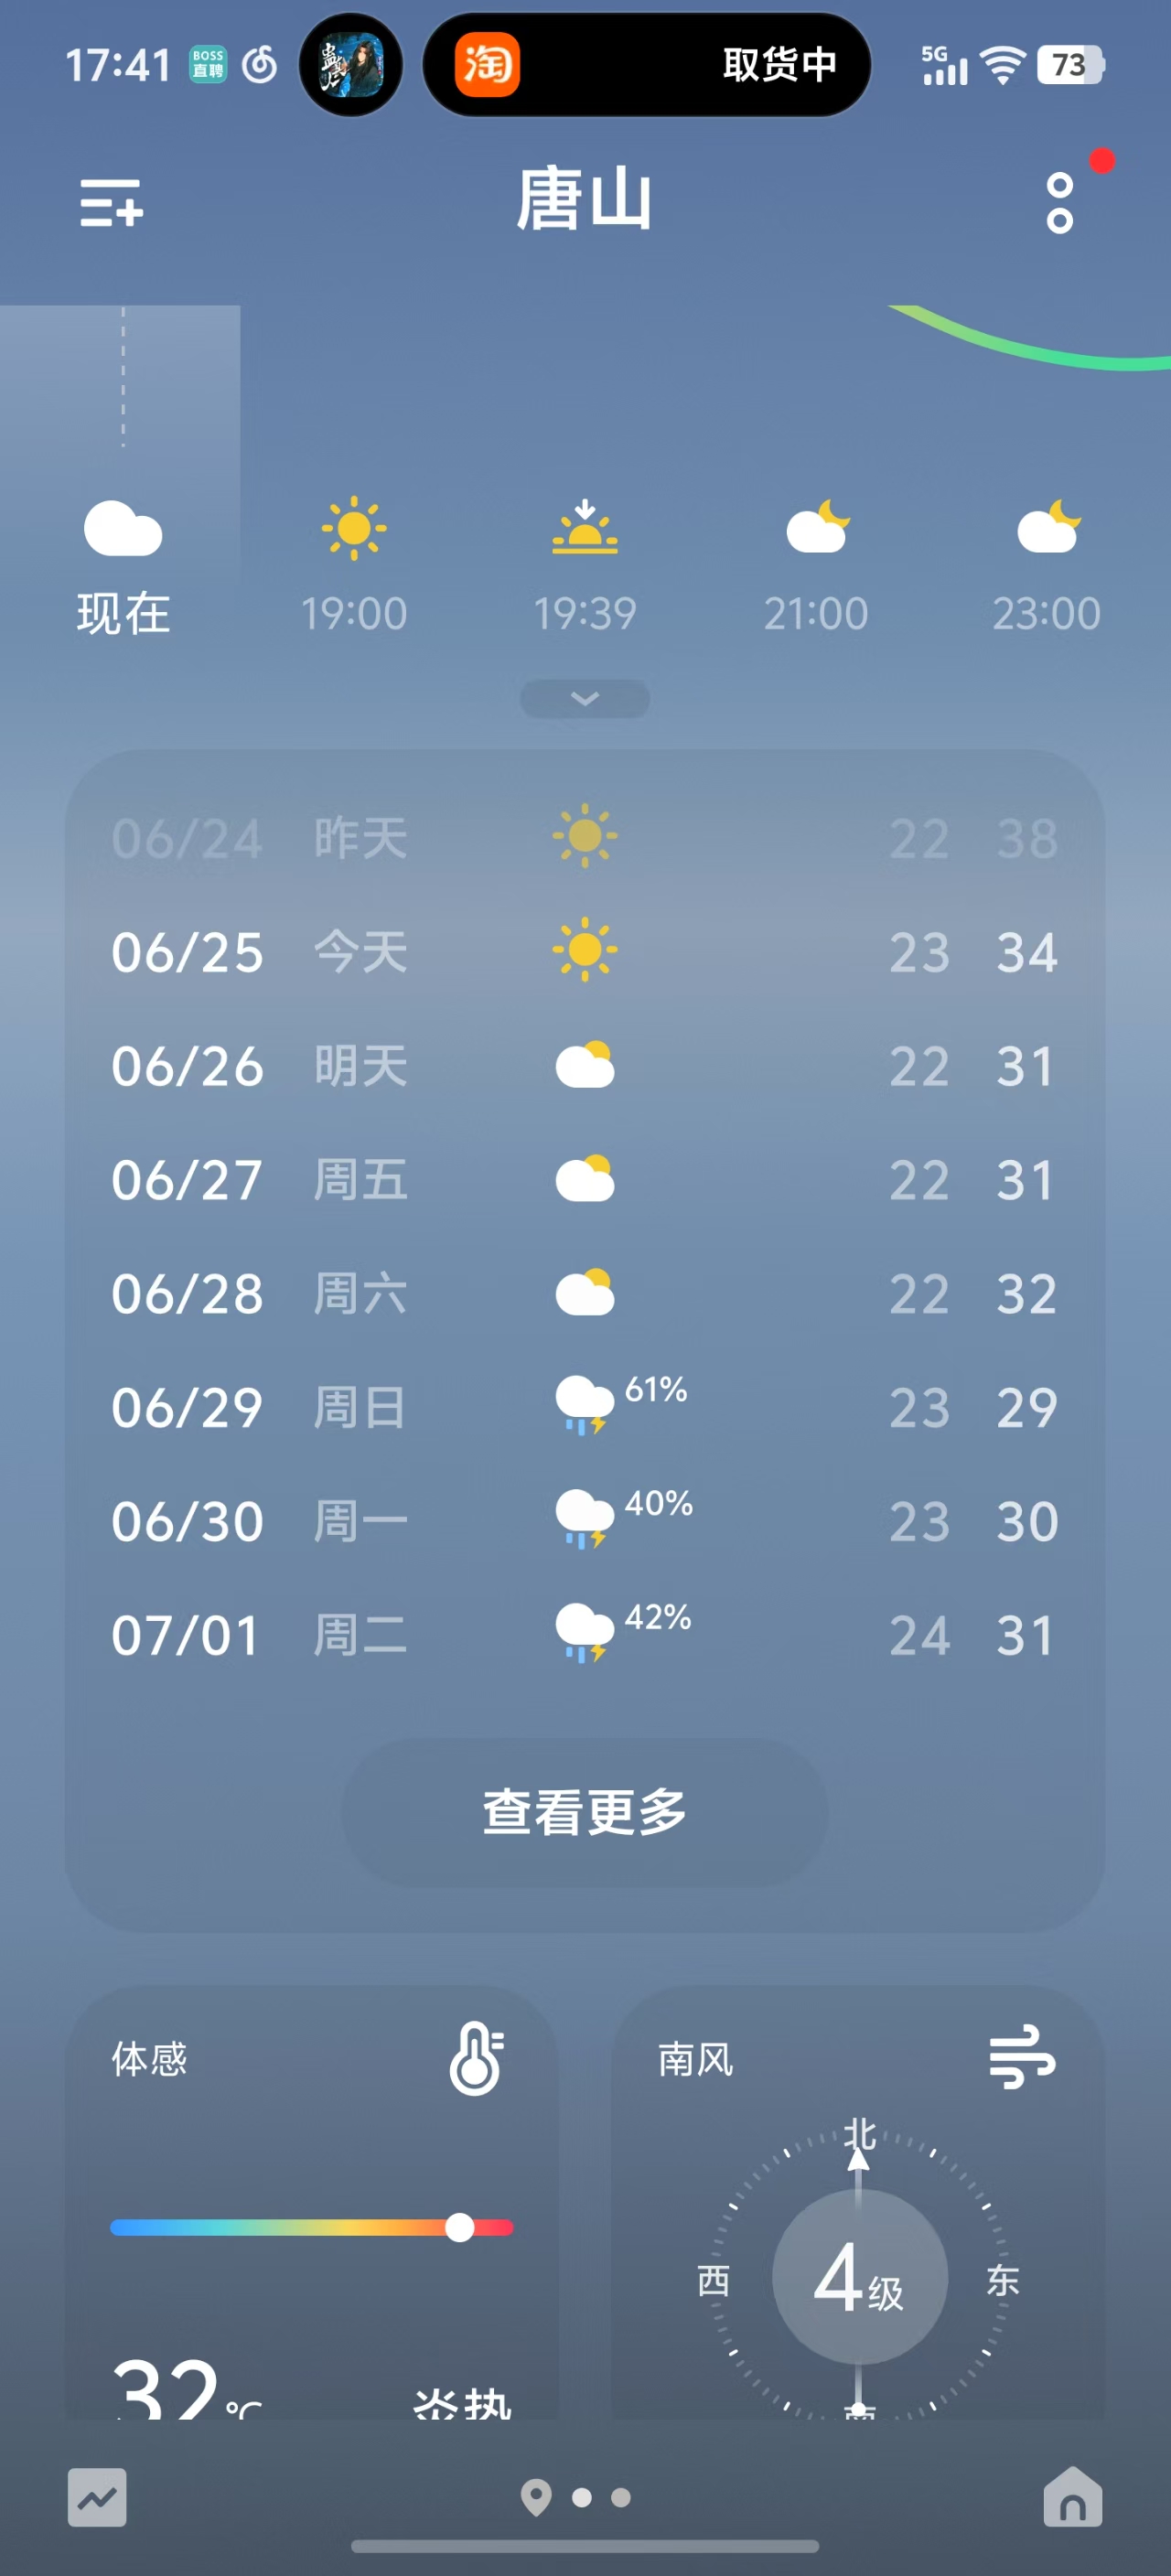 17:41 BOSS直聘 淘 取货中 5G 73
唐山
现在 19:00 19:39 21:00 23:00
06/24 昨天 22 38
06/25 今天 23 34
06/26 明天 22 31
06/27 周五 22 31
06/28 周六 22 32
06/29 周日 61% 23 29
06/30 周一 40% 23 30
07/01 周二 42% 24 31
查看更多
体感
32°C 炎热
南风
北
西 4级 东
南